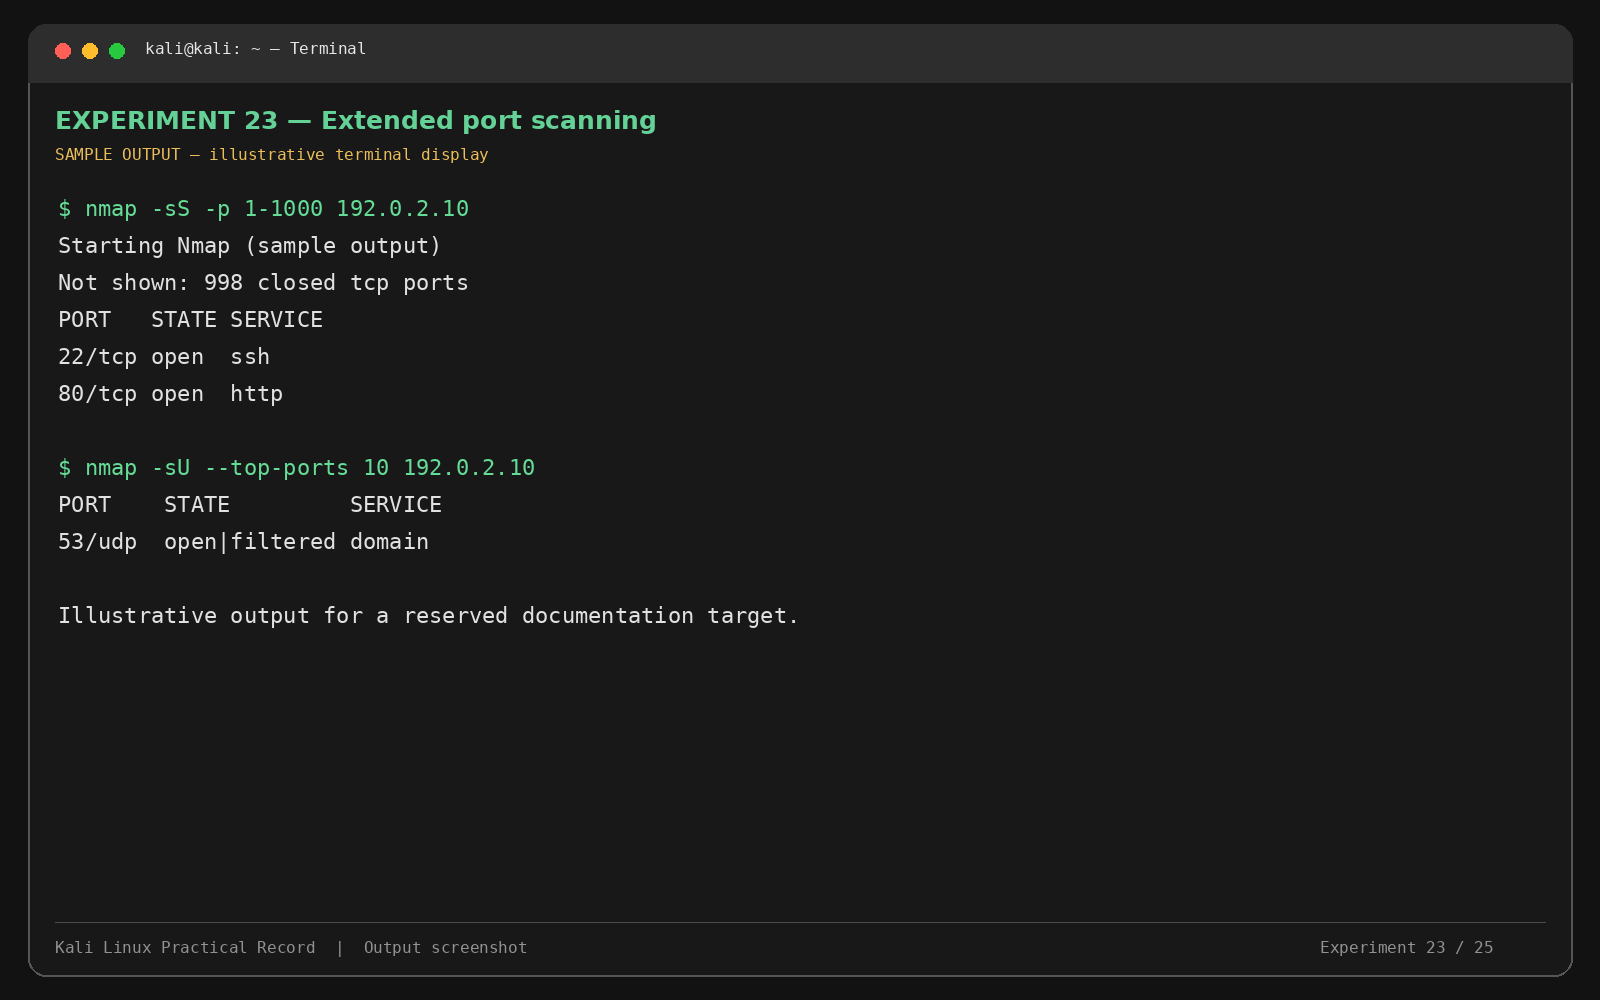 kali@kali: ~ — Terminal
EXPERIMENT 23 — Extended port scanning
SAMPLE OUTPUT — illustrative terminal display
$ nmap -sS -p 1-1000 192.0.2.10
Starting Nmap (sample output)
Not shown: 998 closed tcp ports
PORT   STATE SERVICE
22/tcp open  ssh
80/tcp open  http
$ nmap -sU --top-ports 10 192.0.2.10
PORT    STATE         SERVICE
53/udp  open|filtered domain
Illustrative output for a reserved documentation target.
Kali Linux Practical Record  |  Output screenshot
Experiment 23 / 25